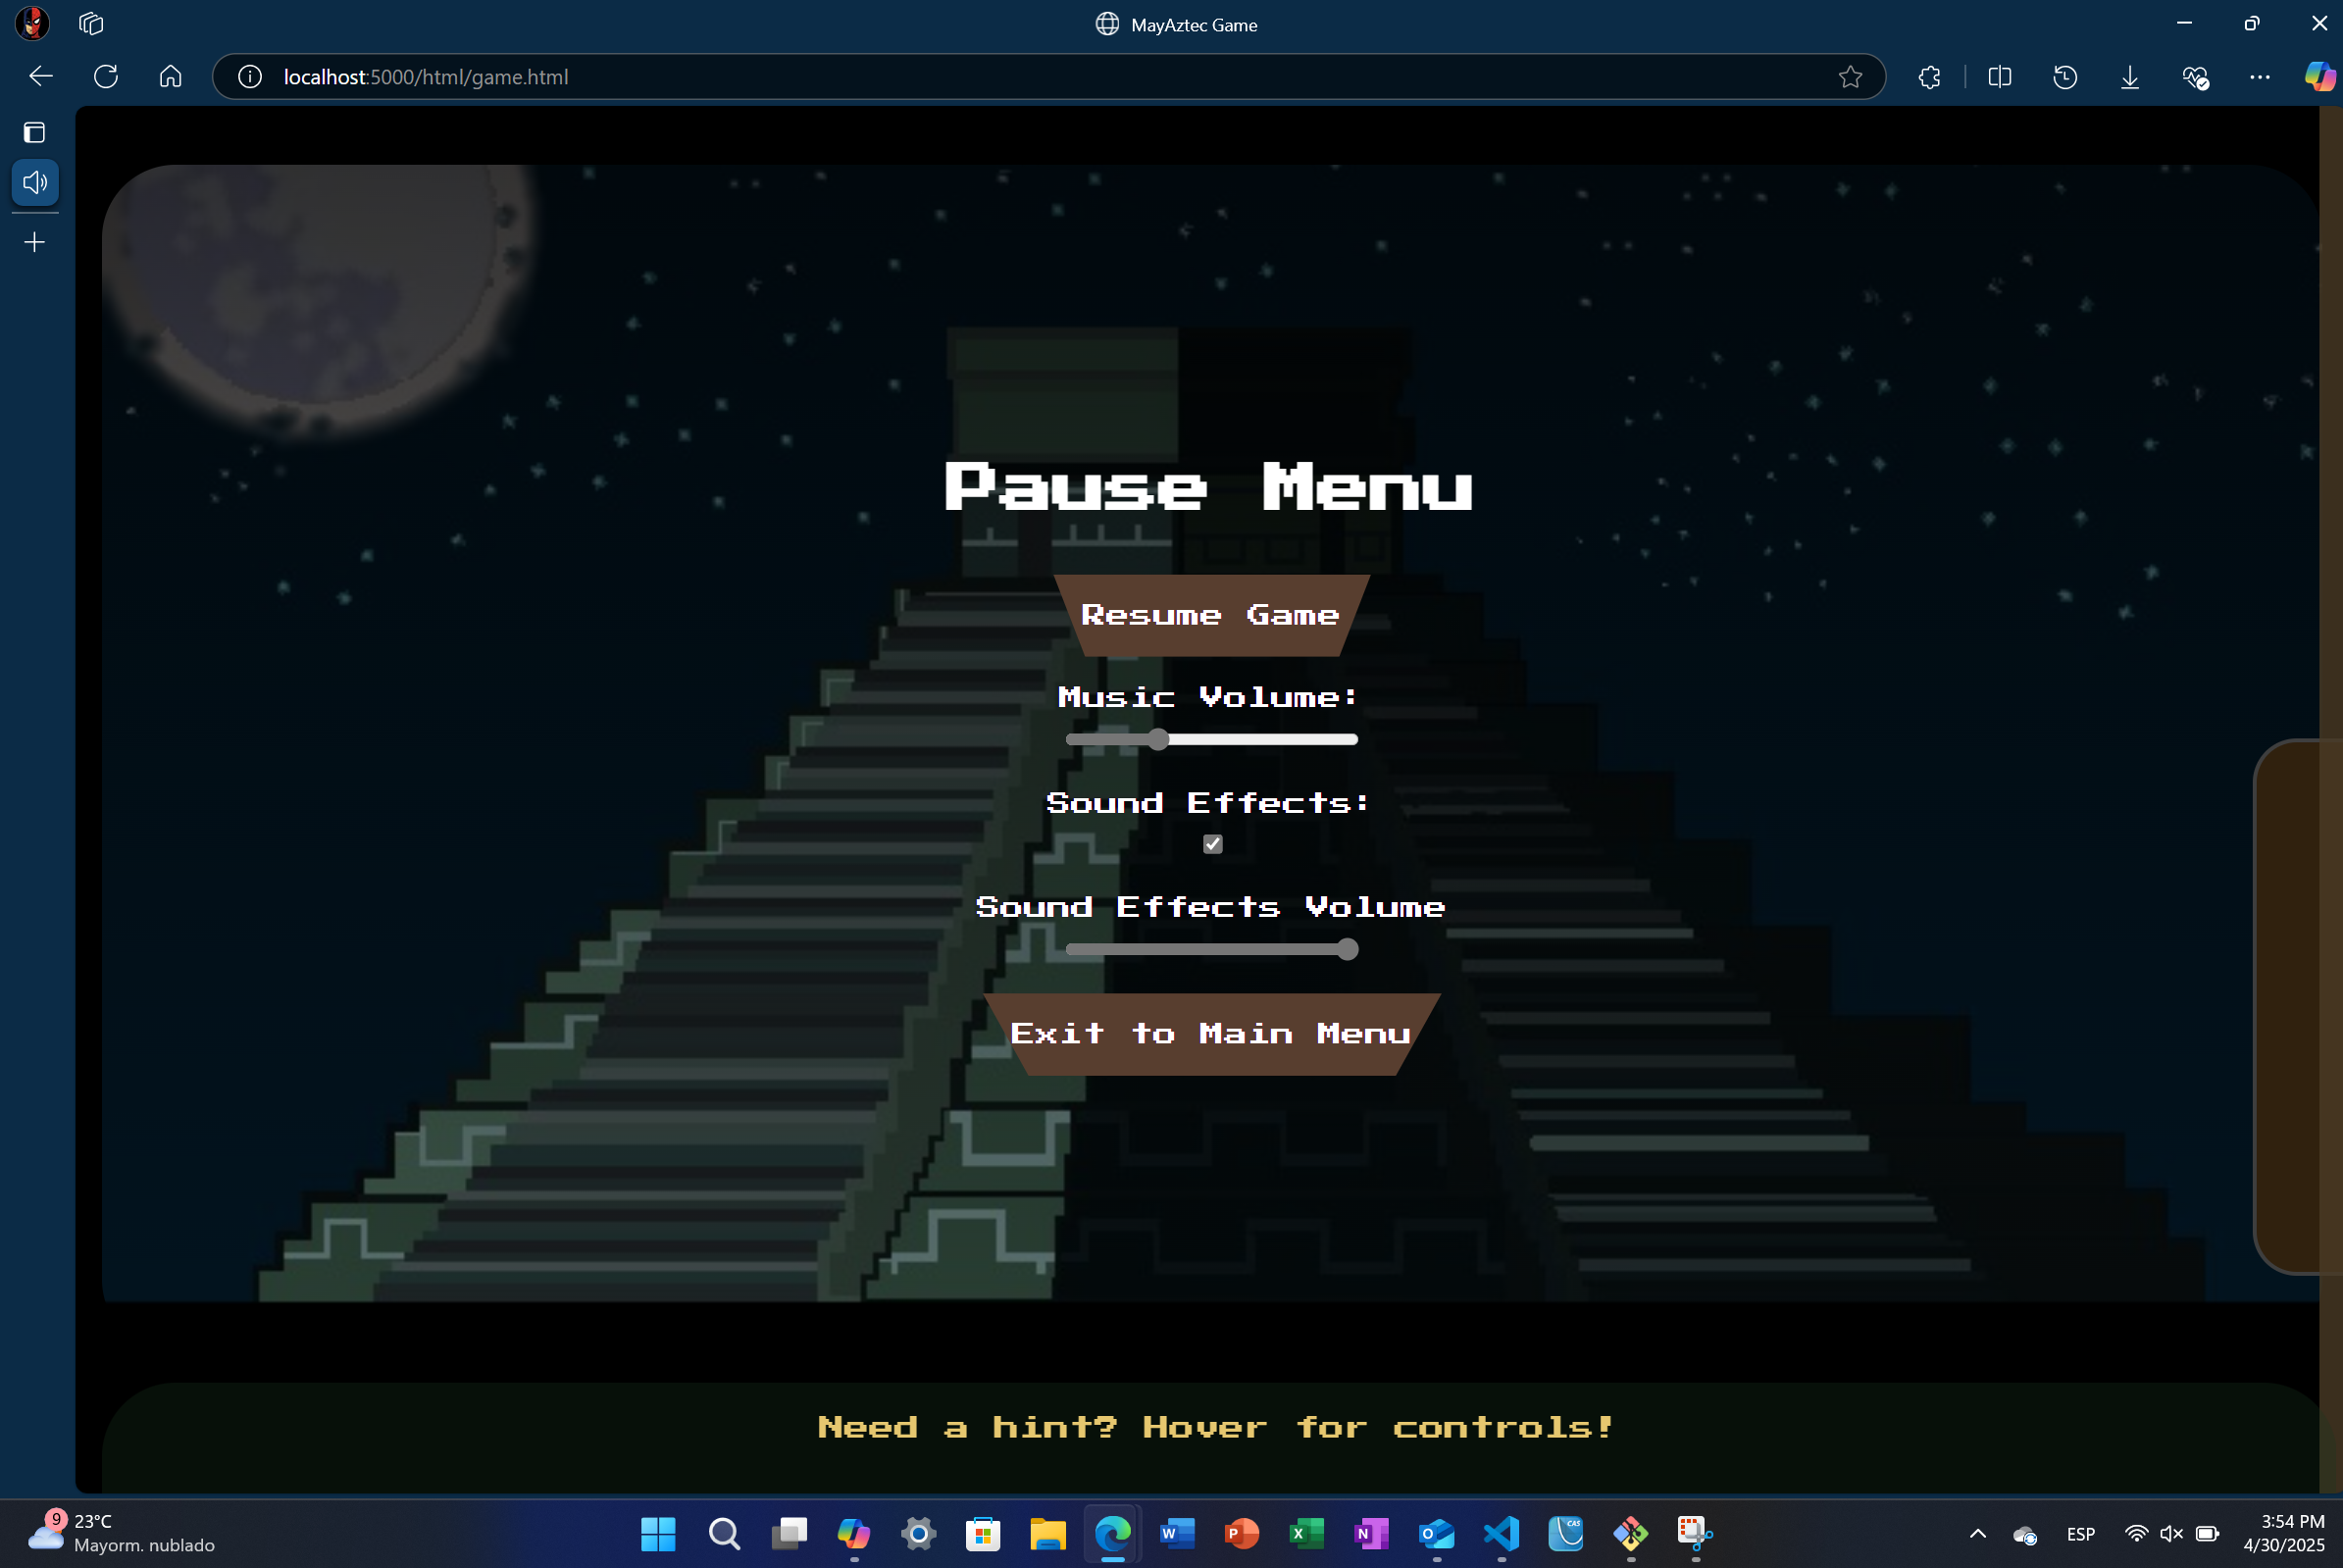 MayAztec Game
localhost:5000/html/game.html
Pause Menu
Resume Game
Music Volume:
Sound Effects:
Sound Effects Volume
Exit to Main Menu
Need a hint? Hover for controls!
9
23°C
Mayorm. nublado
W
P
X
N
O
CAS
ESP
3:54 PM
4/30/2025